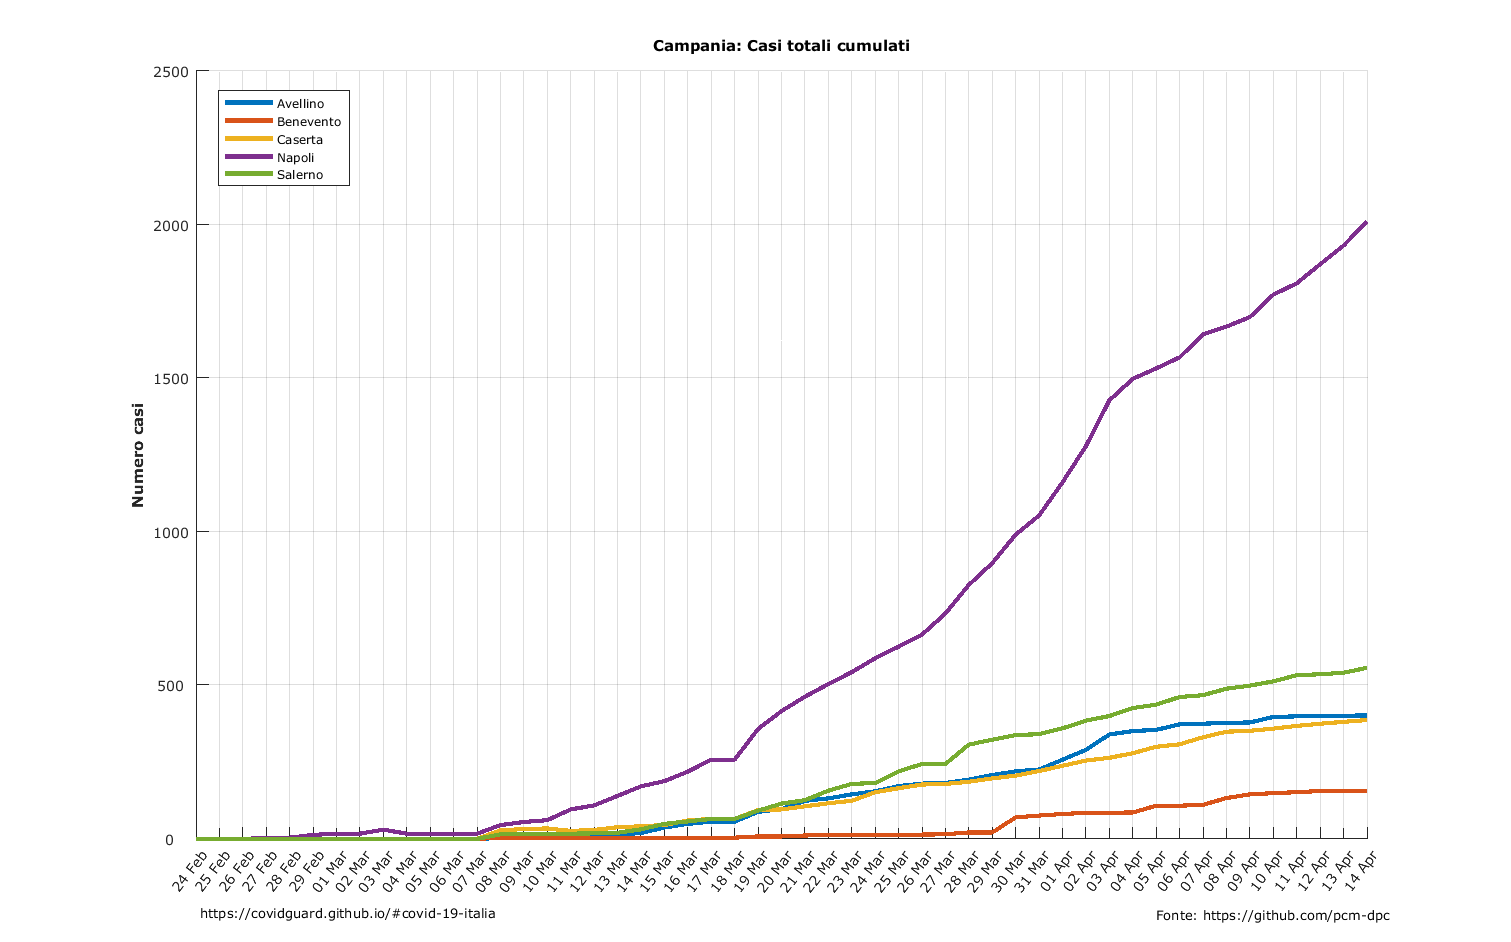 Campania: Casi totali cumulati
2500
2000
1500
1000
500
0
Numero casi
Avellino
Benevento
Caserta
Napoli
Salerno
24 Feb
25 Feb
26 Feb
27 Feb
28 Feb
29 Feb
01 Mar
02 Mar
03 Mar
04 Mar
05 Mar
06 Mar
07 Mar
08 Mar
09 Mar
10 Mar
11 Mar
12 Mar
13 Mar
14 Mar
15 Mar
16 Mar
17 Mar
18 Mar
19 Mar
20 Mar
21 Mar
22 Mar
23 Mar
24 Mar
25 Mar
26 Mar
27 Mar
28 Mar
29 Mar
30 Mar
31 Mar
01 Apr
02 Apr
03 Apr
04 Apr
05 Apr
06 Apr
07 Apr
08 Apr
09 Apr
10 Apr
11 Apr
12 Apr
13 Apr
14 Apr
https://covidguard.github.io/#covid-19-italia
Fonte: https://github.com/pcm-dpc